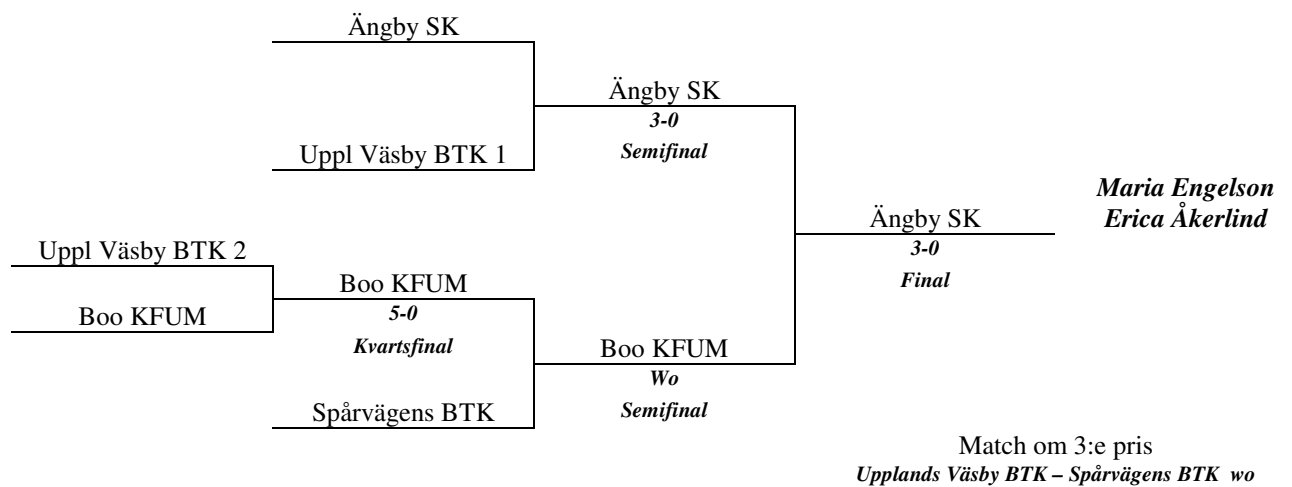 Ängby SK
Ängby SK
3-0
Semifinal
Uppl Väsby BTK 1
Maria Engelson
Erica Åkerlind
Ängby SK
3-0
Final
Uppl Väsby BTK 2
Boo KFUM
5-0
Kvartsfinal
Boo KFUM
Boo KFUM
Wo
Semifinal
Spårvägens BTK
Match om 3:e pris
Upplands Väsby BTK – Spårvägens BTK wo